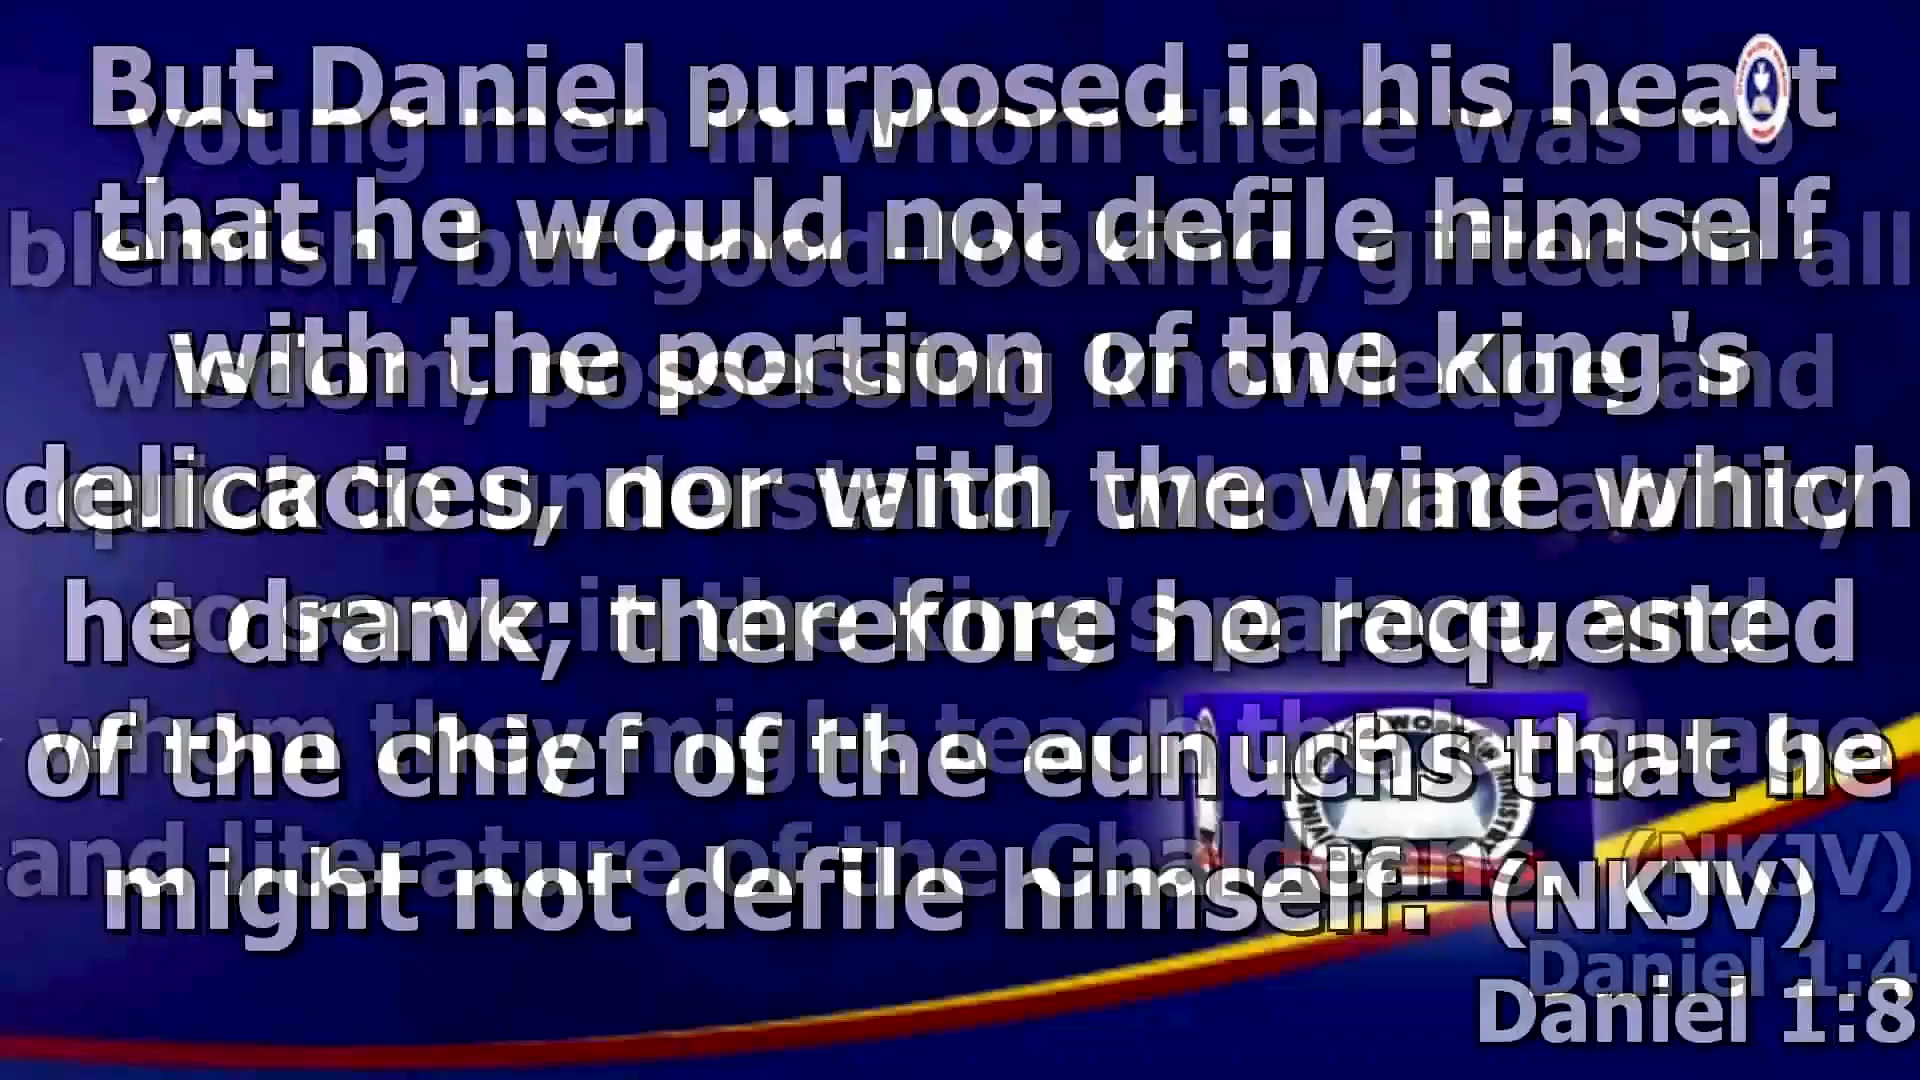 But Daniel purposed in his heart
that he would not defile himself
with the portion of the king's
delicacies, nor with the wine which
he drank; therefore he requested
of the chief of the eunuchs that he
might not defile himself. (NKJV)
Daniel 1:8
young men in whom there was no
blemish, but good-looking, gifted in all
wisdom, possessing knowledge and
quick to understand, who had ability
to serve in the king's palace, and
whom they might teach the language
and literature of the Chaldeans. (NKJV)
Daniel 1:4